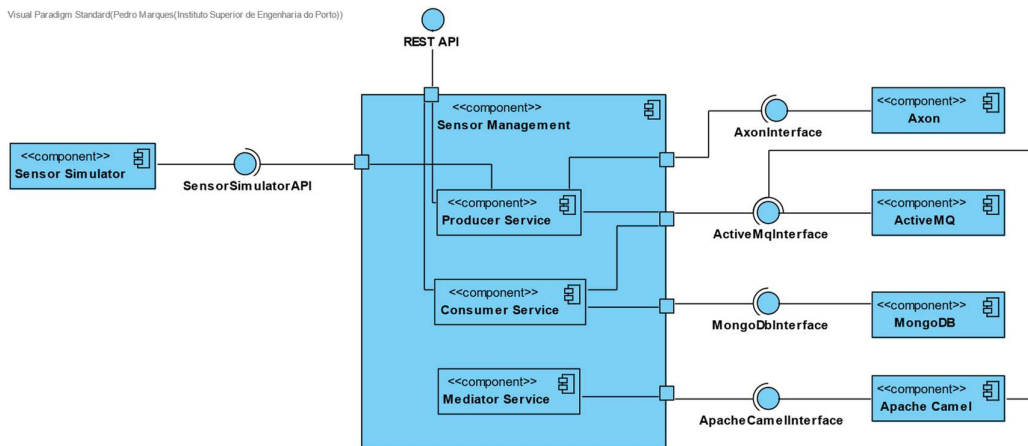 Visual Paradigm Standard(Pedro Marques(Instituto Superior de Engenharia do Porto))
REST API
<<component>>
Sensor Management
<<component>>
Sensor Simulator
SensorSimulatorAPI
<<component>>
Producer Service
<<component>>
Consumer Service
<<component>>
Mediator Service
AxonInterface
<<component>>
Axon
ActiveMqInterface
<<component>>
ActiveMQ
MongoDbInterface
<<component>>
MongoDB
ApacheCamelInterface
<<component>>
Apache Camel